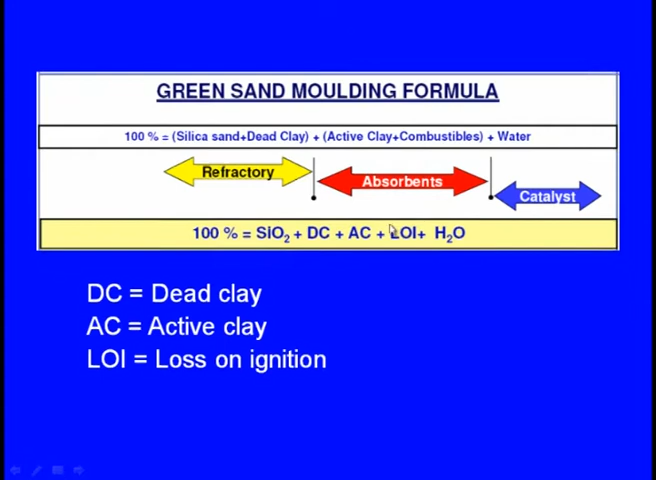 GREEN SAND MOULDING FORMULA
100 % = (Silica sand+Dead Clay) + (Active Clay+Combustibles) + Water
Refractory
Absorbents
Catalyst
100 % = SiO₂ + DC + AC + LOI+ H₂O
DC = Dead clay
AC = Active clay
LOI = Loss on ignition